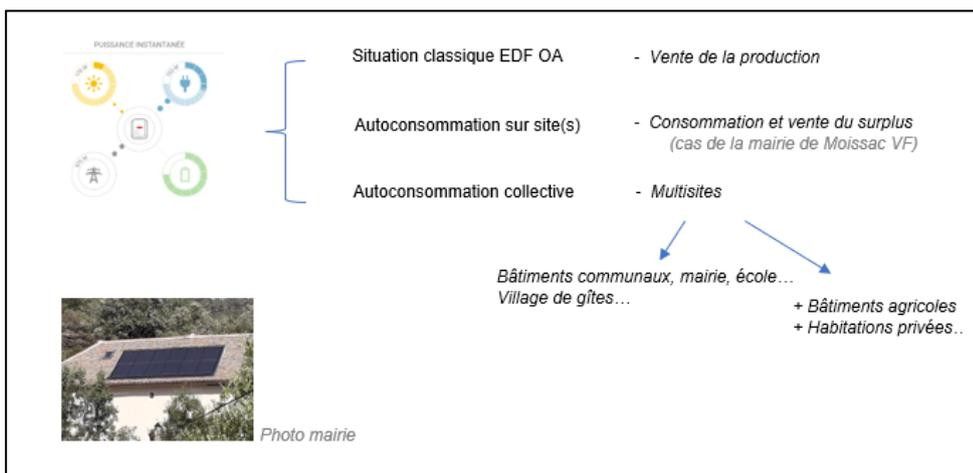 PUISSANCE INSTANTANÉE
Situation classique EDF OA - Vente de la production
Autoconsommation sur site(s) - Consommation et vente du surplus
(cas de la mairie de Moissac VF)
Autoconsommation collective - Multisites
Bâtiments communaux, mairie, école…
Village de gîtes…
+ Bâtiments agricoles
+ Habitations privées..
Photo mairie